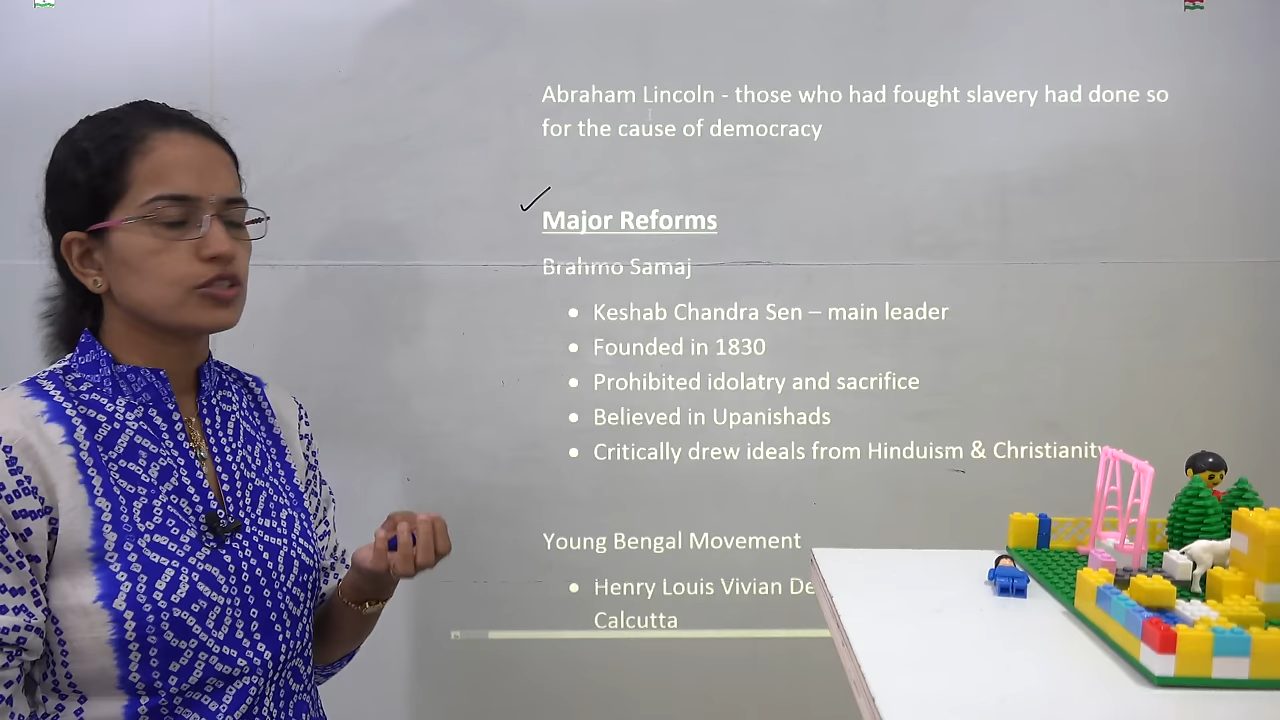 Abraham Lincoln - those who had fought slavery had done so
for the cause of democracy
Major Reforms
Brahmo Samaj
• Keshab Chandra Sen – main leader
• Founded in 1830
• Prohibited idolatry and sacrifice
• Believed in Upanishads
• Critically drew ideals from Hinduism & Christianity
Young Bengal Movement
• Henry Louis Vivian De
Calcutta